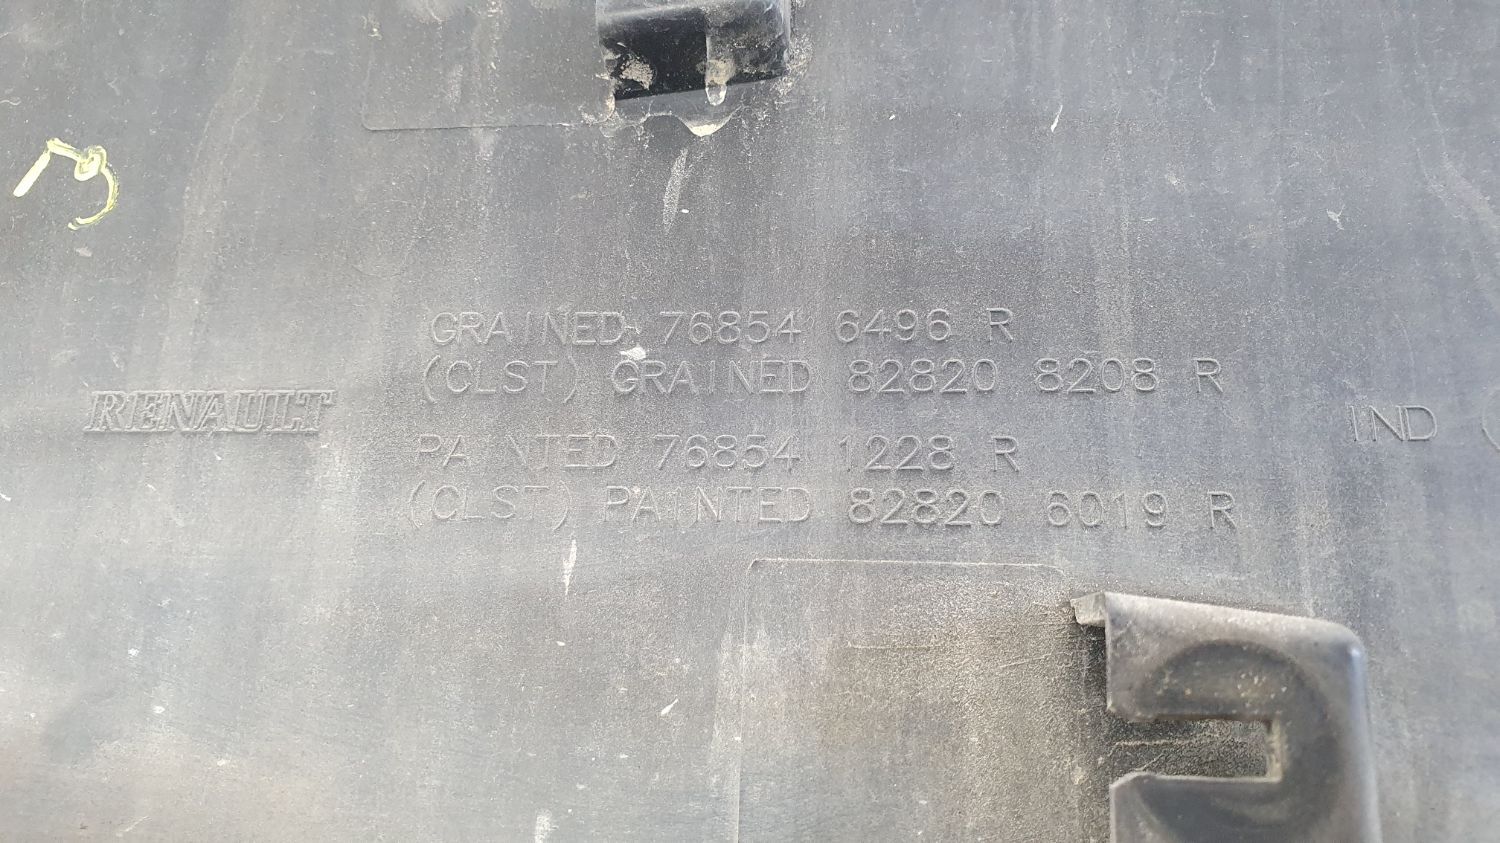 GRAINED 76854 6496 R
(CLST) GRAINED 82820 8208 R
RENAULT
IND (
PAINTED 76854 1228 R
(CLST) PAINTED 82820 6019 R